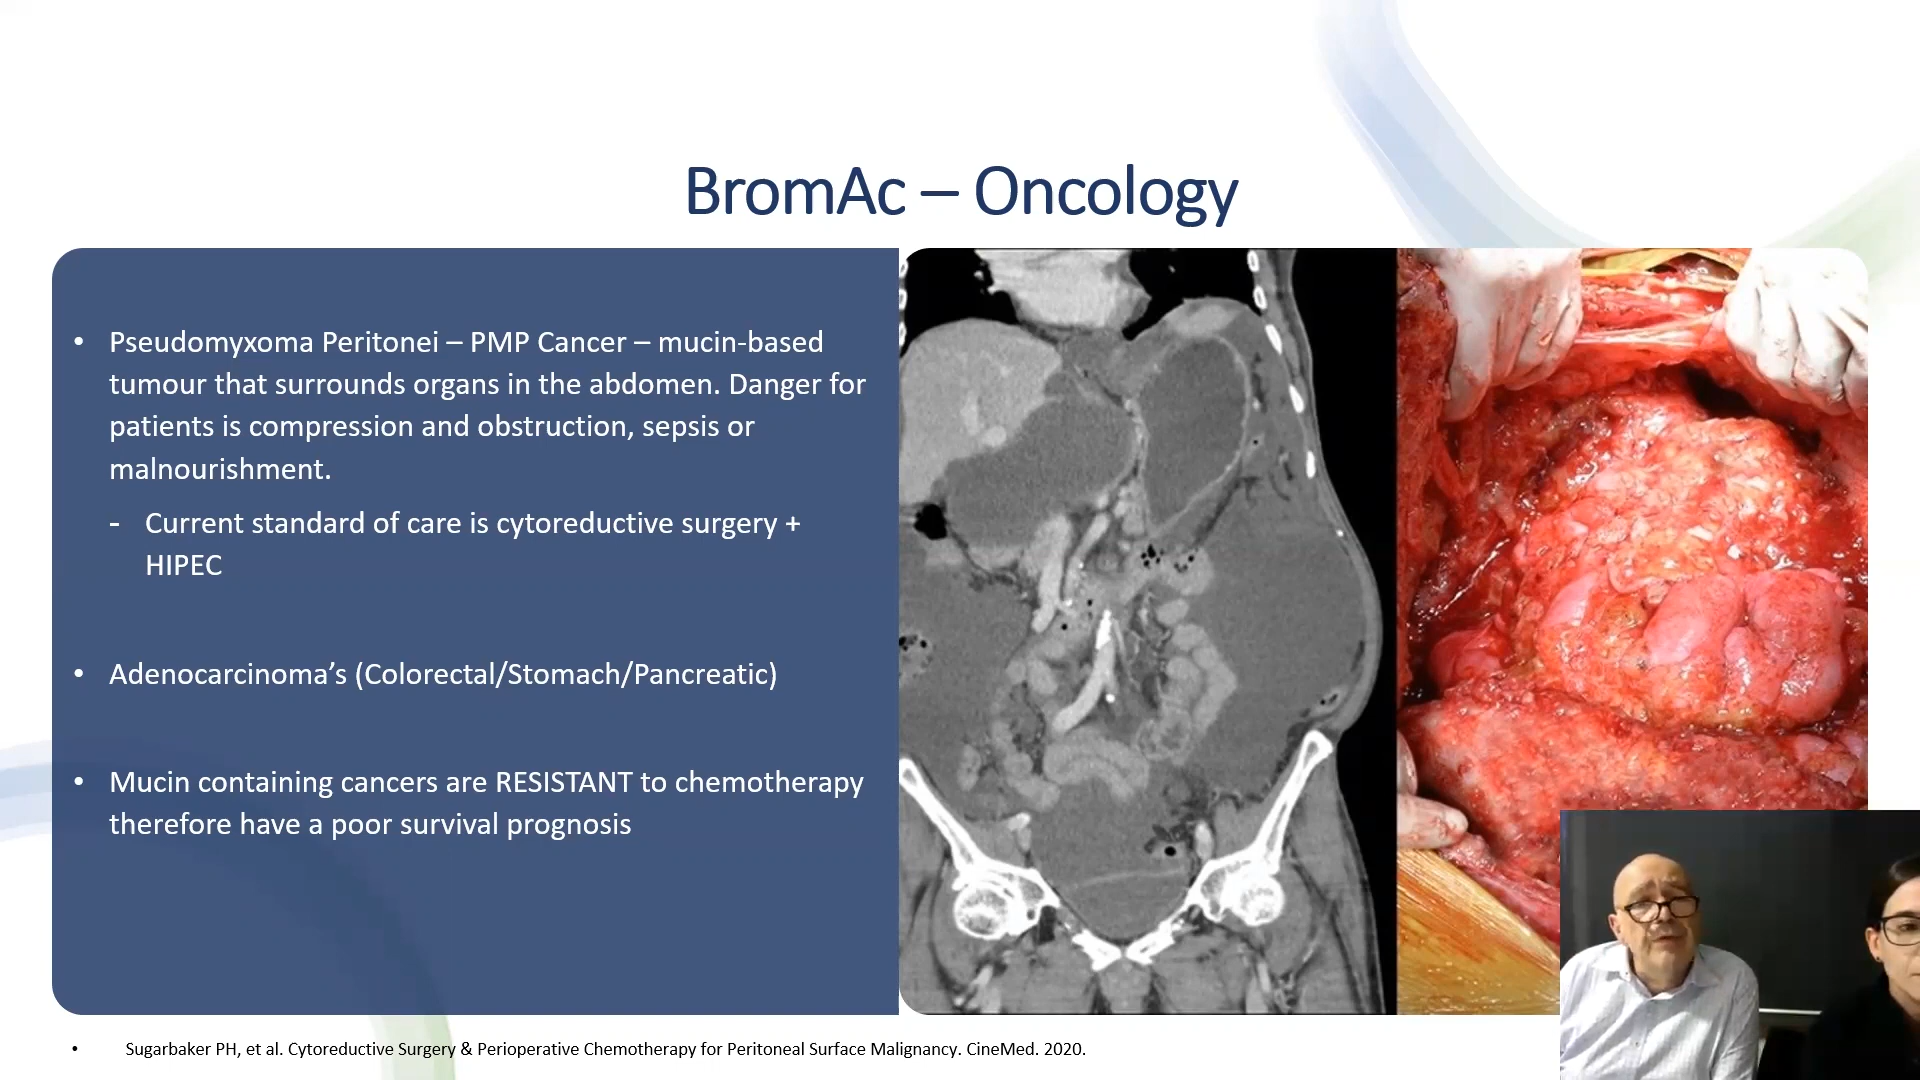 BromAc – Oncology
• Pseudomyxoma Peritonei – PMP Cancer – mucin-based
tumour that surrounds organs in the abdomen. Danger for
patients is compression and obstruction, sepsis or
malnourishment.
- Current standard of care is cytoreductive surgery +
HIPEC
• Adenocarcinoma’s (Colorectal/Stomach/Pancreatic)
• Mucin containing cancers are RESISTANT to chemotherapy
therefore have a poor survival prognosis
• Sugarbaker PH, et al. Cytoreductive Surgery & Perioperative Chemotherapy for Peritoneal Surface Malignancy. CineMed. 2020.